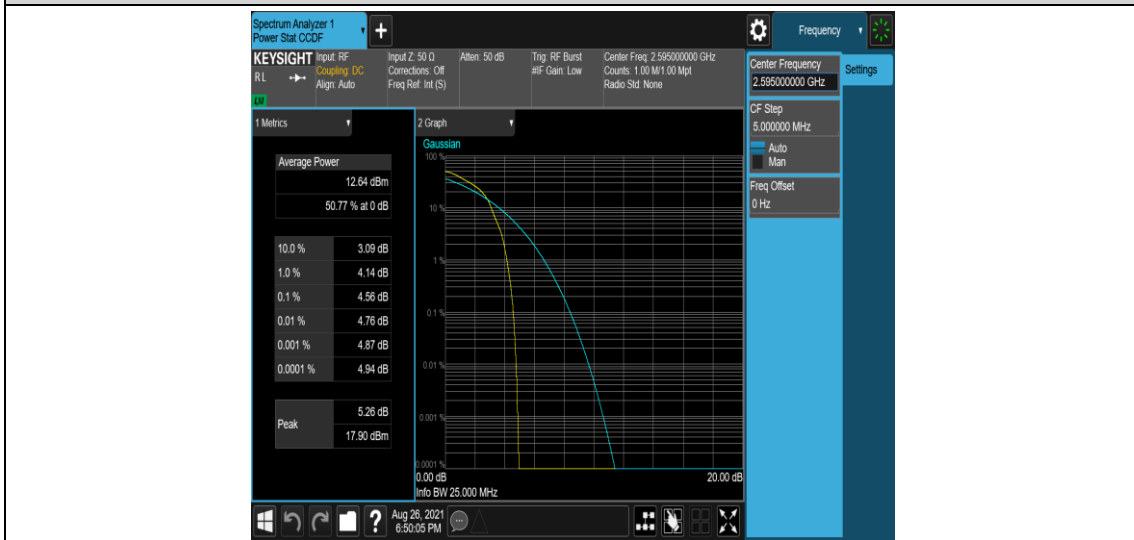 Spectrum Analyzer 1
Power Stat CCDF
+
Frequency
KEYSIGHT
RL
LXI
Input: RF
Coupling: DC
Align: Auto
Input Z: 50 Ω
Corrections: Off
Freq Ref: Int (S)
Atten: 50 dB
Trig: RF Burst
#IF Gain: Low
Center Freq: 2.595000000 GHz
Counts: 1.00 M/1.00 Mpt
Radio Std: None
Center Frequency
2.595000000 GHz
Settings
CF Step
5.000000 MHz
Auto
Man
Freq Offset
0 Hz
1 Metrics
Average Power
12.64 dBm
50.77 % at 0 dB
10.0 % 3.09 dB
1.0 % 4.14 dB
0.1 % 4.56 dB
0.01 % 4.76 dB
0.001 % 4.87 dB
0.0001 % 4.94 dB
Peak
5.26 dB
17.90 dBm
2 Graph
Gaussian
100 %
10 %
1 %
0.1 %
0.01 %
0.001 %
0.0001 %
0.00 dB 20.00 dB
Info BW 25.000 MHz
?
Aug 26, 2021
6:50:05 PM